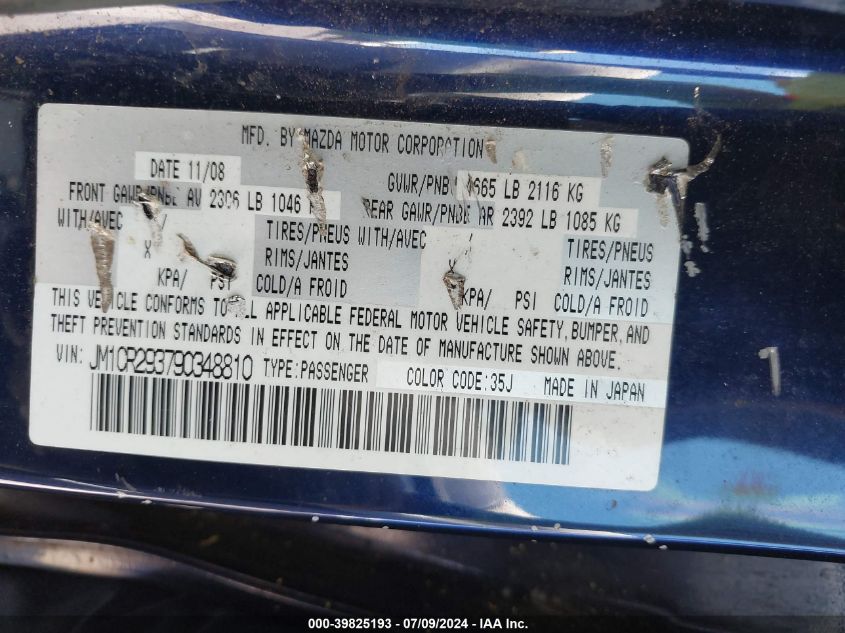 MFD. BY MAZDA MOTOR CORPORATION
DATE 11/08 GVWR/PNBV 4665 LB 2116 KG
FRONT GAWR/PNBE AV 2306 LB 1046 REAR GAWR/PNBE AR 2392 LB 1085 KG
WITH/AVEC / TIRES/PNEUS WITH/AVEC / TIRES/PNEUS
X RIMS/JANTES RIMS/JANTES
KPA/ PSI COLD/A FROID KPA/ PSI COLD/A FROID
THIS VEHICLE CONFORMS TO ALL APPLICABLE FEDERAL MOTOR VEHICLE SAFETY, BUMPER, AND
THEFT PREVENTION STANDARDS IN EFFECT ON THE DATE OF MANUFACTURE SHOWN ABOVE.
VIN: JM1CR293790348810 TYPE:PASSENGER COLOR CODE:35J MADE IN JAPAN
000-39825193 - 07/09/2024 - IAA Inc.